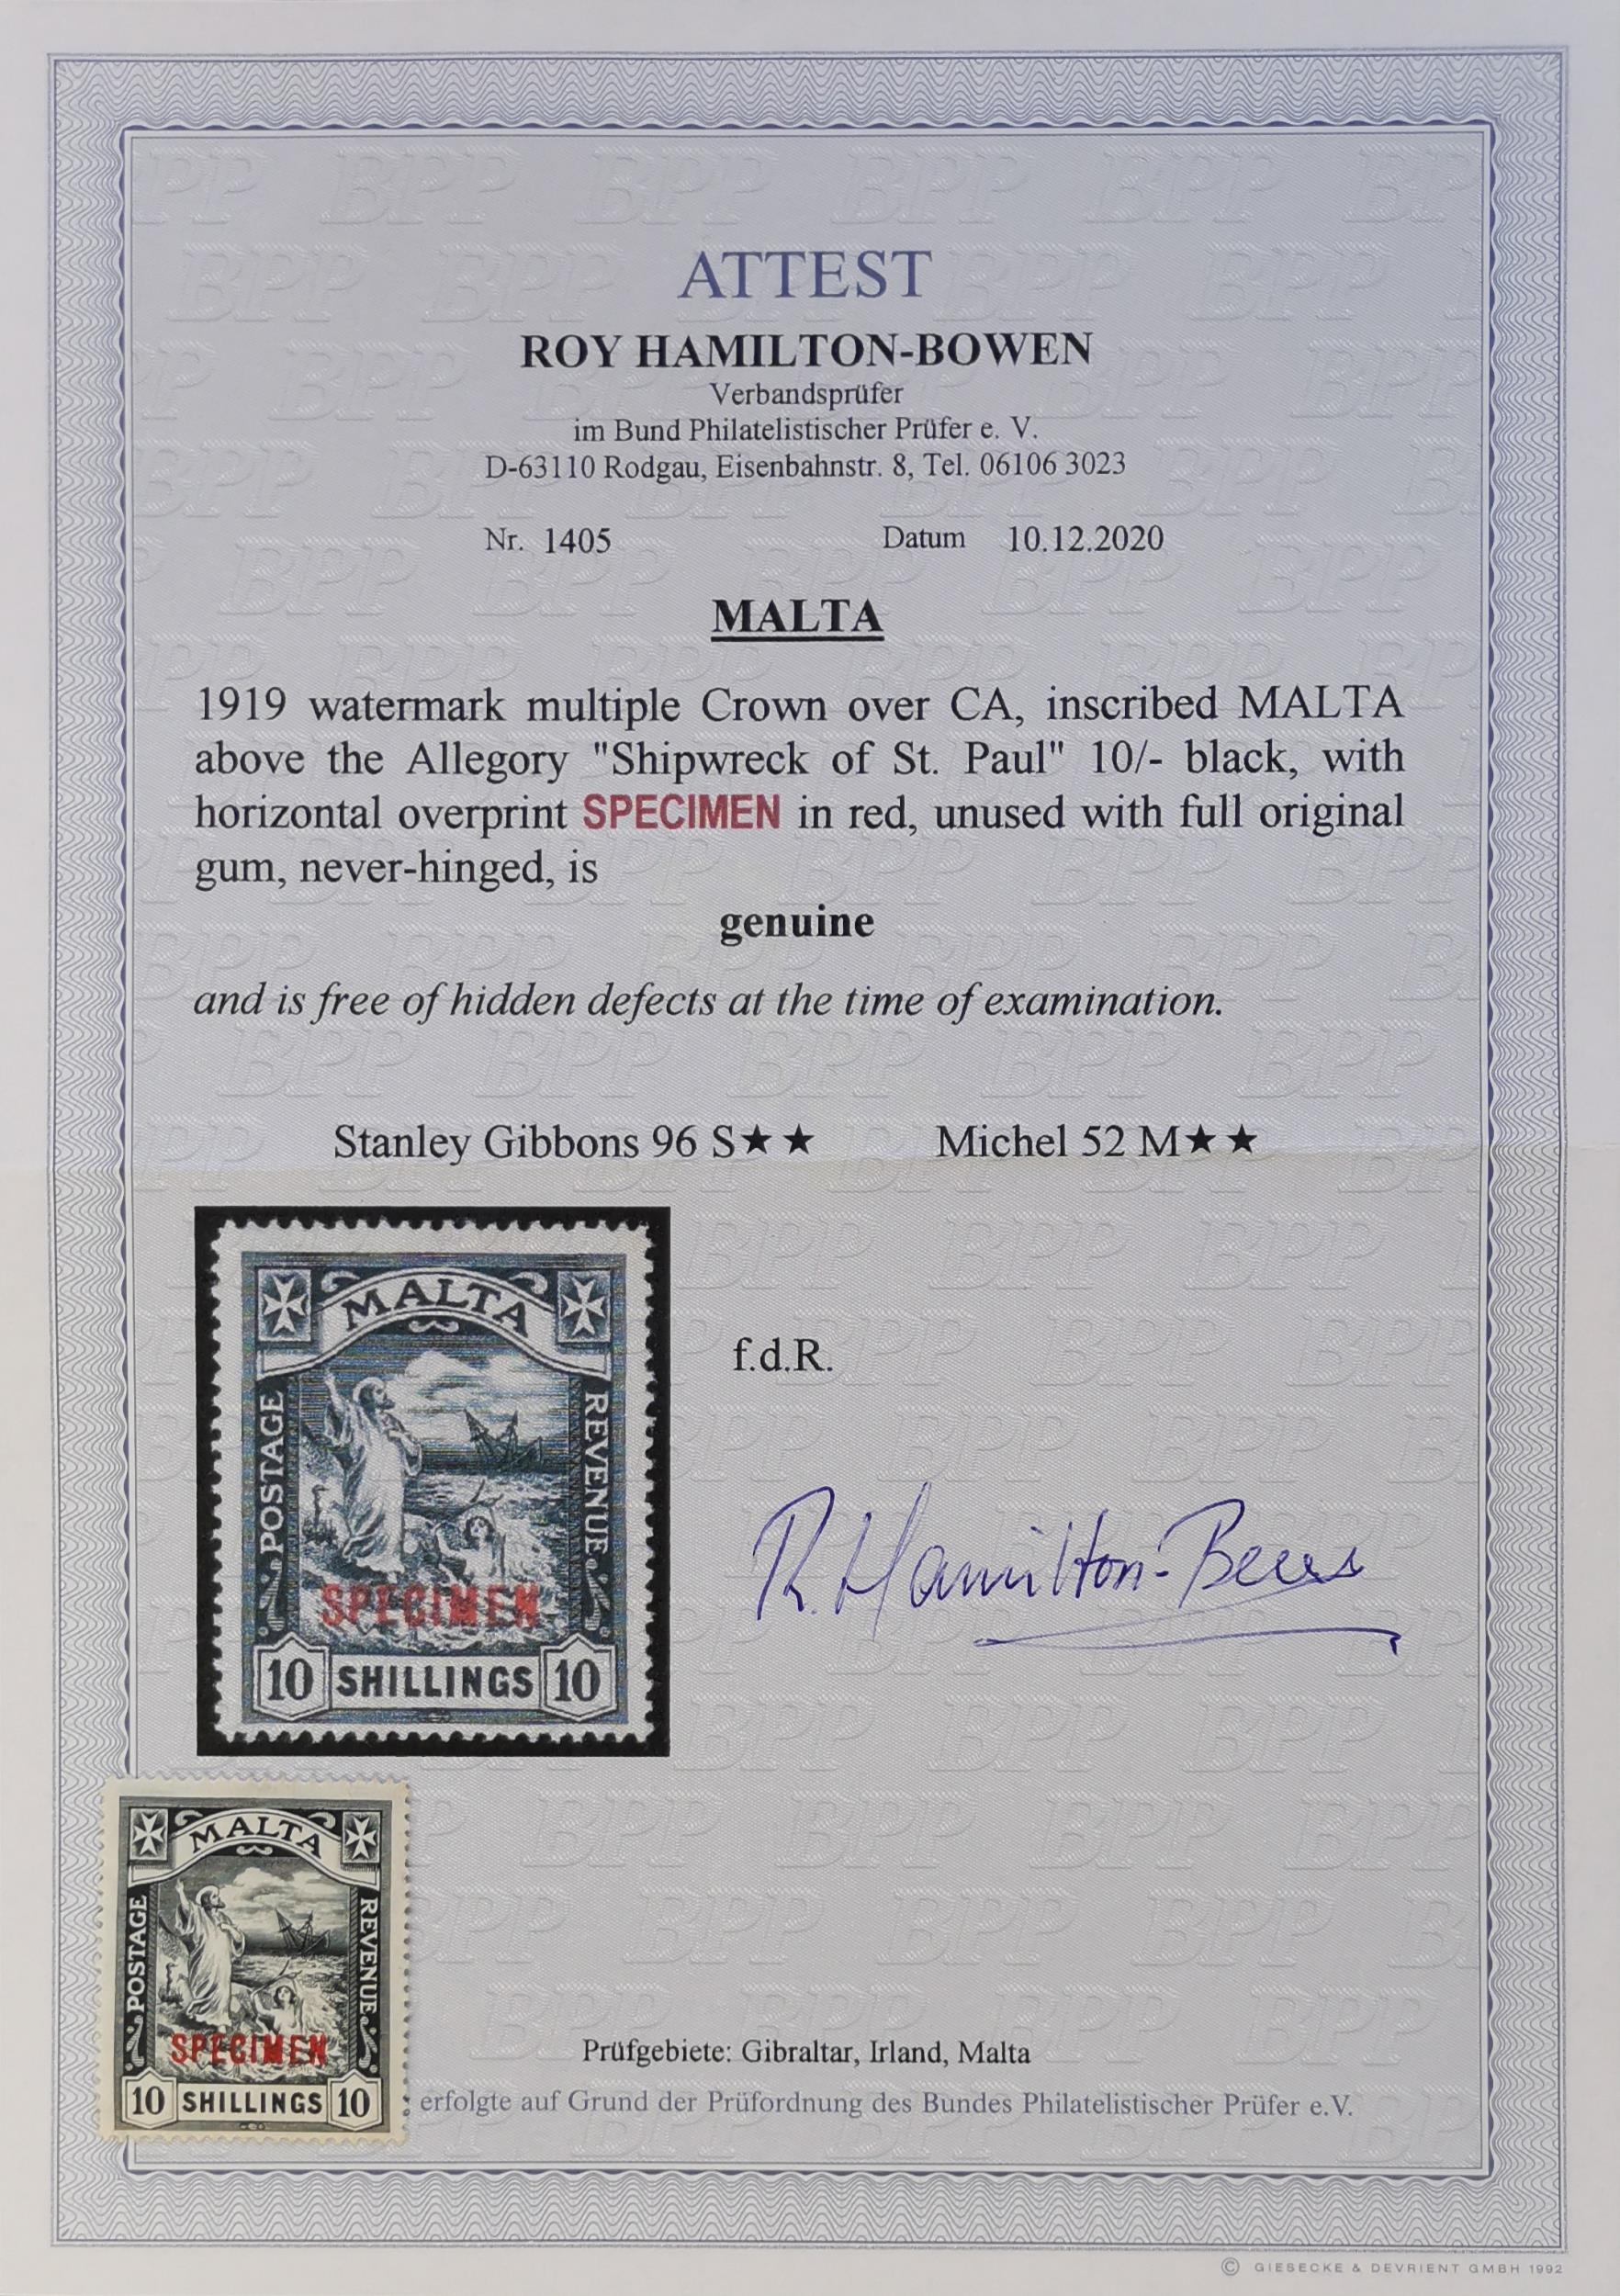 ATTEST
ROY HAMILTON-BOWEN
Verbandsprüfer
im Bund Philatelistischer Prüfer e. V.
D-63110 Rodgau, Eisenbahnstr. 8, Tel. 06106 3023
Nr. 1405 Datum 10.12.2020
MALTA
1919 watermark multiple Crown over CA, inscribed MALTA
above the Allegory "Shipwreck of St. Paul" 10/- black, with
horizontal overprint SPECIMEN in red, unused with full original
gum, never-hinged, is
genuine
and is free of hidden defects at the time of examination.
Stanley Gibbons 96 S★★ Michel 52 M★★
MALTA
POSTAGE
REVENUE
SPECIMEN
10 SHILLINGS 10
f.d.R.
R. Hamilton-Bowen
MALTA
POSTAGE
REVENUE
SPECIMEN
10 SHILLINGS 10
Prüfgebiete: Gibraltar, Irland, Malta
erfolgte auf Grund der Prüfordnung des Bundes Philatelistischer Prüfer e.V.
© GIESECKE & DEVRIENT GMBH 1992